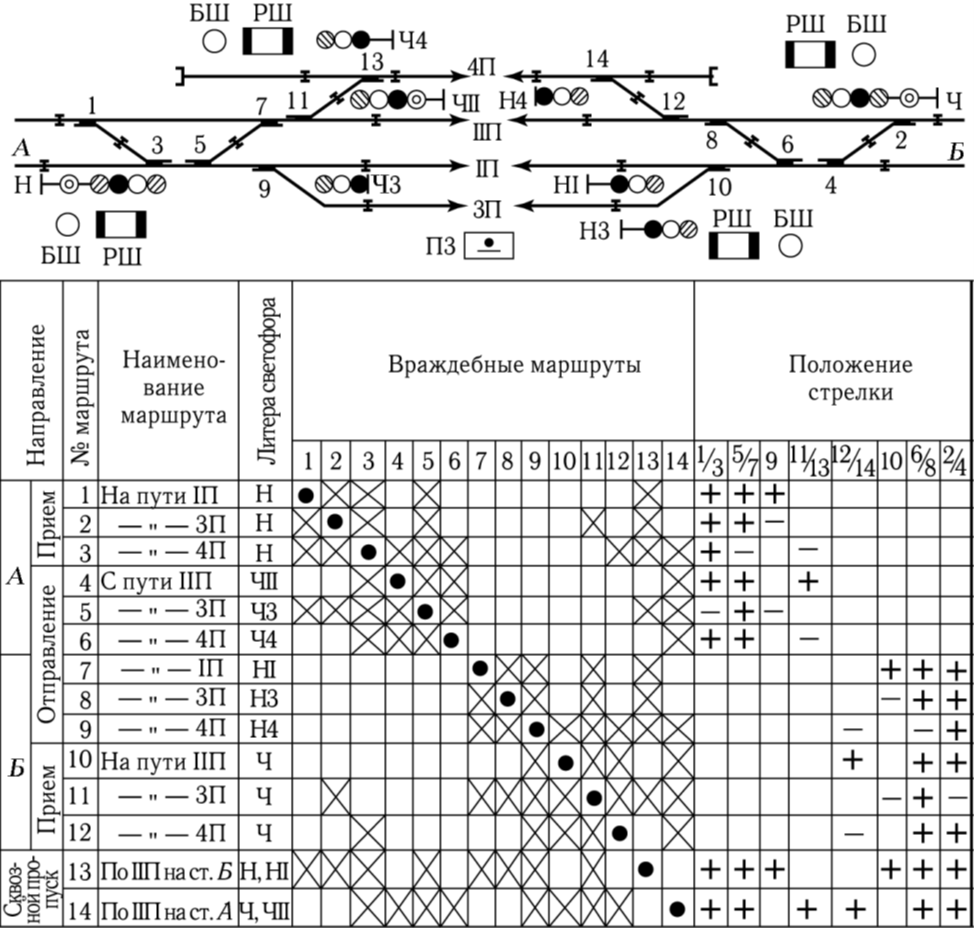 БШ РШ Ч4 РШ БШ
13 4П 14
1 7 11 ЧII Н4 12 Ч
IIП 8 2
А 3 5 6 Б
IП 4
Н 9 Ч3 НI 10
3П
БШ РШ П3 Н3 РШ БШ
Направление
№ маршрута
Наимено-
вание
маршрута
Литера светофора
Враждебные маршруты
Положение
стрелки
1 2 3 4 5 6 7 8 9 10 11 12 13 14 1/3 5/7 9 11/13 12/14 10 6/8 2/4
А
Прием
1 На пути IП Н + + +
2 — " — 3П Н + + —
3 — " — 4П Н + — —
Отправление
4 С пути IIП ЧII + + +
5 — " — 3П Ч3 — + —
6 — " — 4П Ч4 + + —
Б
7 — " — IП НI + + +
8 — " — 3П Н3 — + +
9 — " — 4П Н4 — — +
Прием
10 На пути IIП Ч + + +
11 — " — 3П Ч — + —
12 — " — 4П Ч — + +
Сквоз-
ной про-
пуск
13 По IIП на ст. Б Н, НI + + + + + +
14 По IIП на ст. А Ч, ЧII + + + + + +